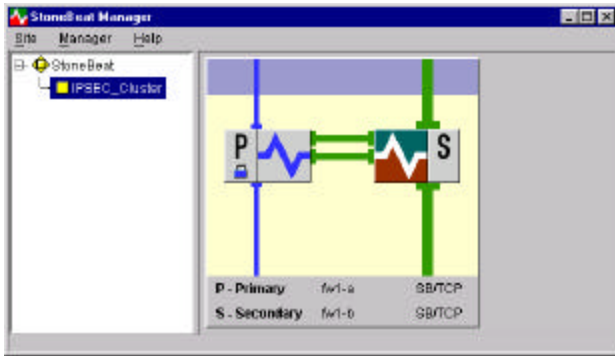 StoneBeat Manager
Site Manager Help
StoneBeat
IPSEC_Cluster
P S
P - Primary fw1-a SB/TCP
S - Secondary fw1-b SB/TCP